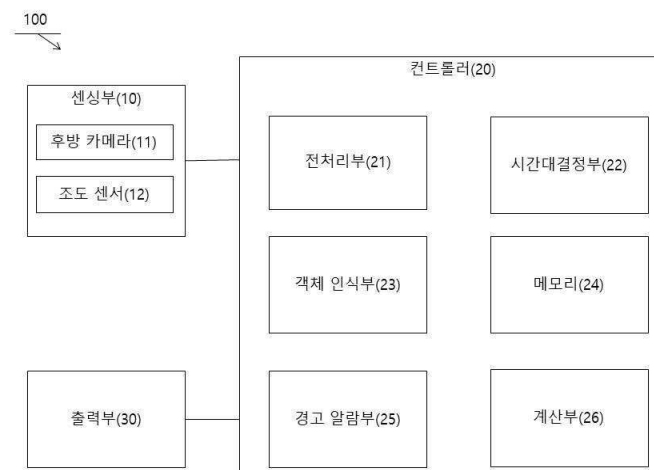 100
컨트롤러(20)
센싱부(10)
후방 카메라(11)
조도 센서(12)
전처리부(21)
시간대결정부(22)
객체 인식부(23)
메모리(24)
출력부(30)
경고 알람부(25)
계산부(26)